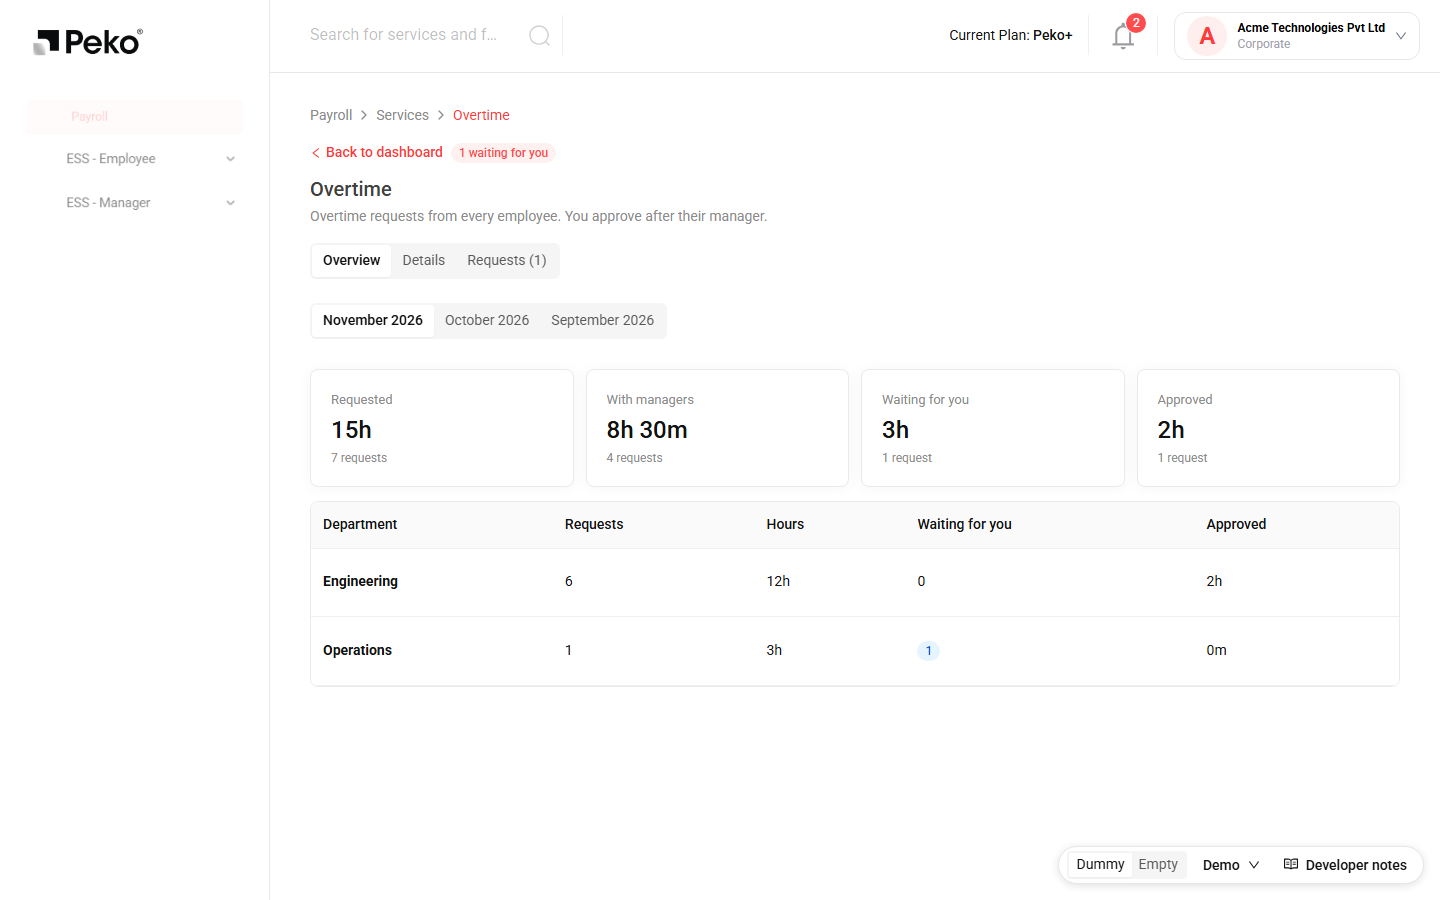 Peko®
Search for services and f...
Current Plan: Peko+
2
A
Acme Technologies Pvt Ltd
Corporate
Payroll
ESS - Employee
ESS - Manager
Payroll > Services > Overtime
< Back to dashboard
1 waiting for you
Overtime
Overtime requests from every employee. You approve after their manager.
Overview Details Requests (1)
November 2026 October 2026 September 2026
Requested
15h
7 requests
With managers
8h 30m
4 requests
Waiting for you
3h
1 request
Approved
2h
1 request
Department Requests Hours Waiting for you Approved
Engineering 6 12h 0 2h
Operations 1 3h 1 0m
Dummy Empty Demo Developer notes